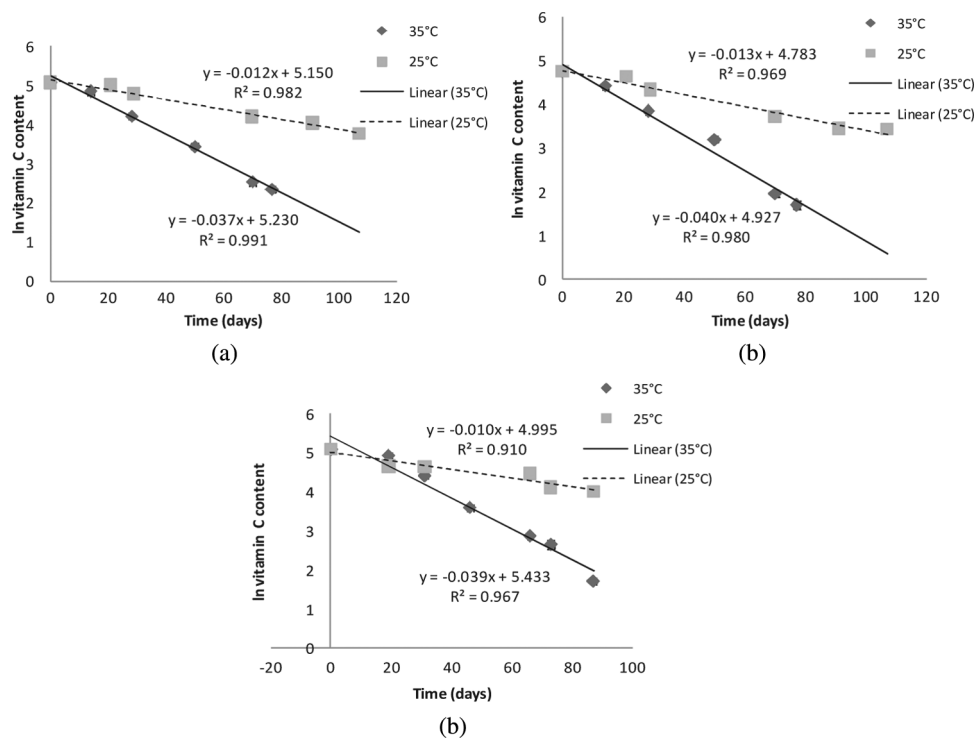 6
5
4
3
2
1
0
ln vitamin C content
0 20 40 60 80 100 120
Time (days)
35°C
25°C
Linear (35°C)
Linear (25°C)
y = -0.012x + 5.150
R² = 0.982
y = -0.037x + 5.230
R² = 0.991
(a)
6
5
4
3
2
1
0
ln vitamin C content
0 20 40 60 80 100 120
Time (days)
35°C
25°C
Linear (35°C)
Linear (25°C)
y = -0.013x + 4.783
R² = 0.969
y = -0.040x + 4.927
R² = 0.980
(b)
6
5
4
3
2
1
0
ln vitamin C content
-20 0 20 40 60 80 100
Time (days)
35°C
25°C
Linear (35°C)
Linear (25°C)
y = -0.010x + 4.995
R² = 0.910
y = -0.039x + 5.433
R² = 0.967
(b)